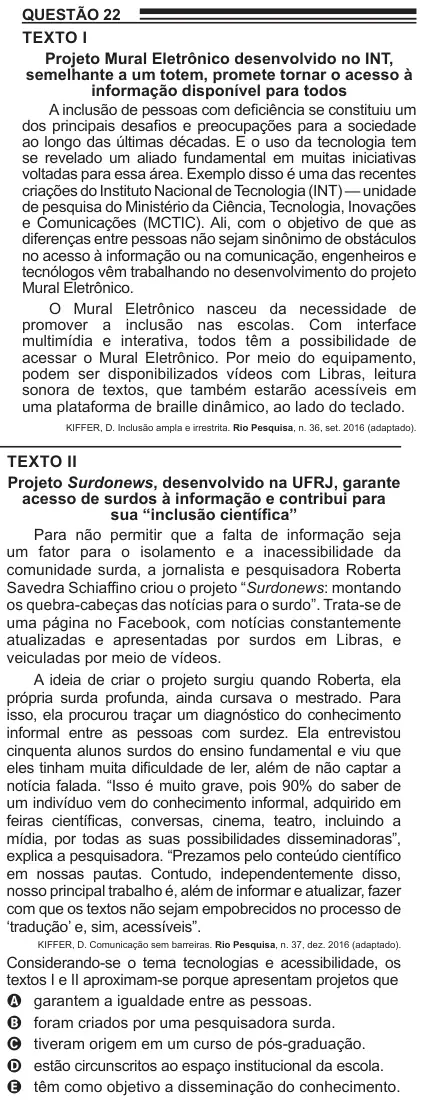 QUESTÃO 22
TEXTO I
Projeto Mural Eletrônico desenvolvido no INT,
semelhante a um totem, promete tornar o acesso à
informação disponível para todos
A inclusão de pessoas com deficiência se constituiu um
dos principais desafios e preocupações para a sociedade
ao longo das últimas décadas. E o uso da tecnologia tem
se revelado um aliado fundamental em muitas iniciativas
voltadas para essa área. Exemplo disso é uma das recentes
criações do Instituto Nacional de Tecnologia (INT) — unidade
de pesquisa do Ministério da Ciência, Tecnologia, Inovações
e Comunicações (MCTIC). Ali, com o objetivo de que as
diferenças entre pessoas não sejam sinônimo de obstáculos
no acesso à informação ou na comunicação, engenheiros e
tecnólogos vêm trabalhando no desenvolvimento do projeto
Mural Eletrônico.
O Mural Eletrônico nasceu da necessidade de
promover a inclusão nas escolas. Com interface
multimídia e interativa, todos têm a possibilidade de
acessar o Mural Eletrônico. Por meio do equipamento,
podem ser disponibilizados vídeos com Libras, leitura
sonora de textos, que também estarão acessíveis em
uma plataforma de braille dinâmico, ao lado do teclado.
KIFFER, D. Inclusão ampla e irrestrita. Rio Pesquisa, n. 36, set. 2016 (adaptado).
TEXTO II
Projeto Surdonews, desenvolvido na UFRJ, garante
acesso de surdos à informação e contribui para
sua “inclusão científica”
Para não permitir que a falta de informação seja
um fator para o isolamento e a inacessibilidade da
comunidade surda, a jornalista e pesquisadora Roberta
Savedra Schiaffino criou o projeto “Surdonews: montando
os quebra-cabeças das notícias para o surdo”. Trata-se de
uma página no Facebook, com notícias constantemente
atualizadas e apresentadas por surdos em Libras, e
veiculadas por meio de vídeos.
A ideia de criar o projeto surgiu quando Roberta, ela
própria surda profunda, ainda cursava o mestrado. Para
isso, ela procurou traçar um diagnóstico do conhecimento
informal entre as pessoas com surdez. Ela entrevistou
cinquenta alunos surdos do ensino fundamental e viu que
eles tinham muita dificuldade de ler, além de não captar a
notícia falada. “Isso é muito grave, pois 90% do saber de
um indivíduo vem do conhecimento informal, adquirido em
feiras científicas, conversas, cinema, teatro, incluindo a
mídia, por todas as suas possibilidades disseminadoras”,
explica a pesquisadora. “Prezamos pelo conteúdo científico
em nossas pautas. Contudo, independentemente disso,
nosso principal trabalho é, além de informar e atualizar, fazer
com que os textos não sejam empobrecidos no processo de
‘tradução’ e, sim, acessíveis”.
KIFFER, D. Comunicação sem barreiras. Rio Pesquisa, n. 37, dez. 2016 (adaptado).
Considerando-se o tema tecnologias e acessibilidade, os
textos I e II aproximam-se porque apresentam projetos que
A garantem a igualdade entre as pessoas.
B foram criados por uma pesquisadora surda.
C tiveram origem em um curso de pós-graduação.
D estão circunscritos ao espaço institucional da escola.
E têm como objetivo a disseminação do conhecimento.